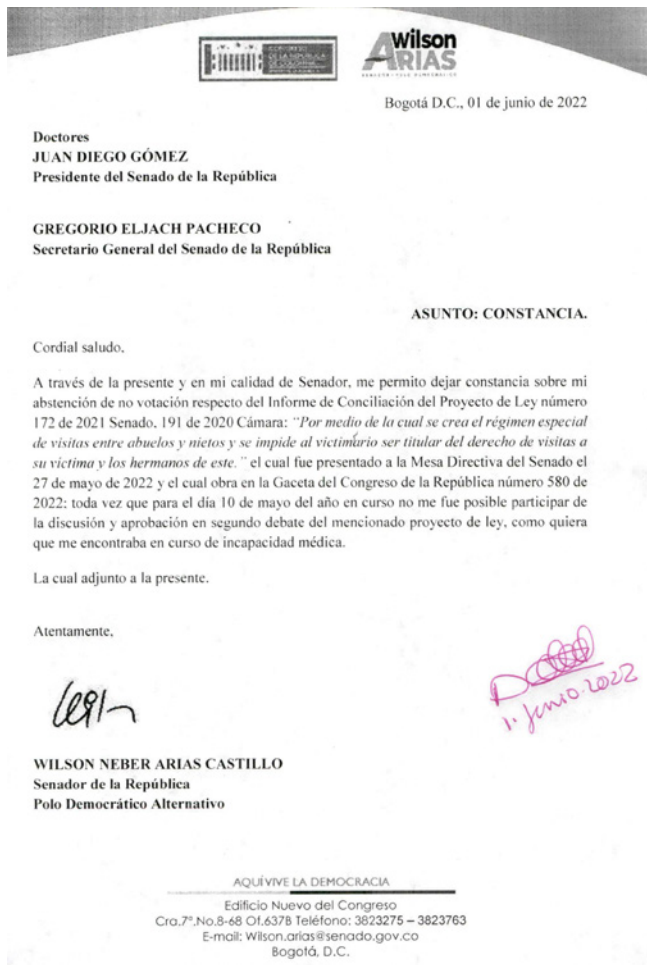 CONGRESO
DE LA REPÚBLICA
DE COLOMBIA
Wilson
ARIAS
SENADOR • POLO DEMOCRÁTICO
Bogotá D.C., 01 de junio de 2022
Doctores
JUAN DIEGO GÓMEZ
Presidente del Senado de la República
GREGORIO ELJACH PACHECO
Secretario General del Senado de la República
ASUNTO: CONSTANCIA.
Cordial saludo,
A través de la presente y en mi calidad de Senador, me permito dejar constancia sobre mi
abstención de no votación respecto del Informe de Conciliación del Proyecto de Ley número
172 de 2021 Senado, 191 de 2020 Cámara: "Por medio de la cual se crea el régimen especial
de visitas entre abuelos y nietos y se impide al victimario ser titular del derecho de visitas a
su victima y los hermanos de este." el cual fue presentado a la Mesa Directiva del Senado el
27 de mayo de 2022 y el cual obra en la Gaceta del Congreso de la República número 580 de
2022; toda vez que para el día 10 de mayo del año en curso no me fue posible participar de
la discusión y aprobación en segundo debate del mencionado proyecto de ley, como quiera
que me encontraba en curso de incapacidad médica.
La cual adjunto a la presente.
Atentamente,
1. Junio. 2022
WILSON NEBER ARIAS CASTILLO
Senador de la República
Polo Democrático Alternativo
AQUÍ VIVE LA DEMOCRACIA
Edificio Nuevo del Congreso
Cra.7ª.No.8-68 Of.637B Teléfono: 3823275 – 3823763
E-mail: Wilson.arias@senado.gov.co
Bogotá, D.C.